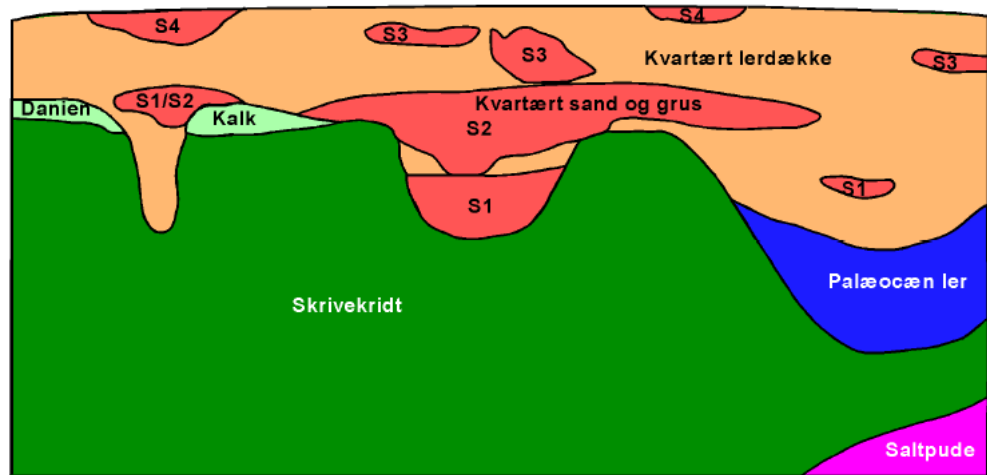 S4
S4
S3
S3
Kvartært lerdække
S3
Danien
S1/S2
Kalk
Kvartært sand og grus
S2
S1
S1
Palæocæn ler
Skrivekridt
Saltpude